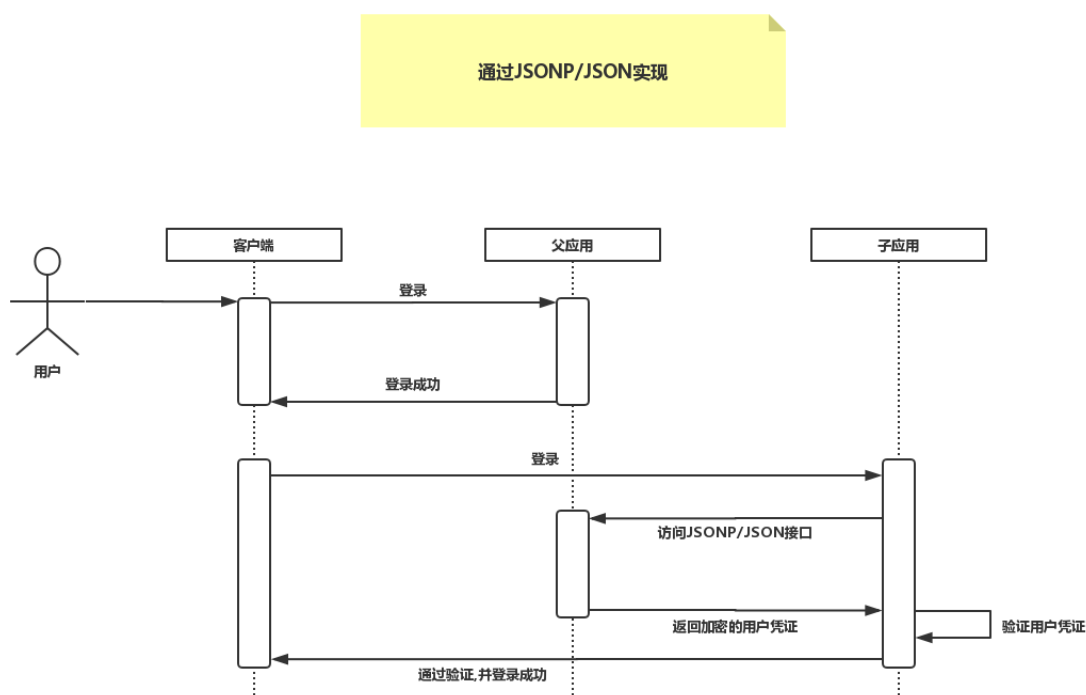 通过JSONP/JSON实现
客户端
父应用
子应用
用户
登录
登录成功
登录
访问JSONP/JSON接口
返回加密的用户凭证
验证用户凭证
通过验证,并登录成功